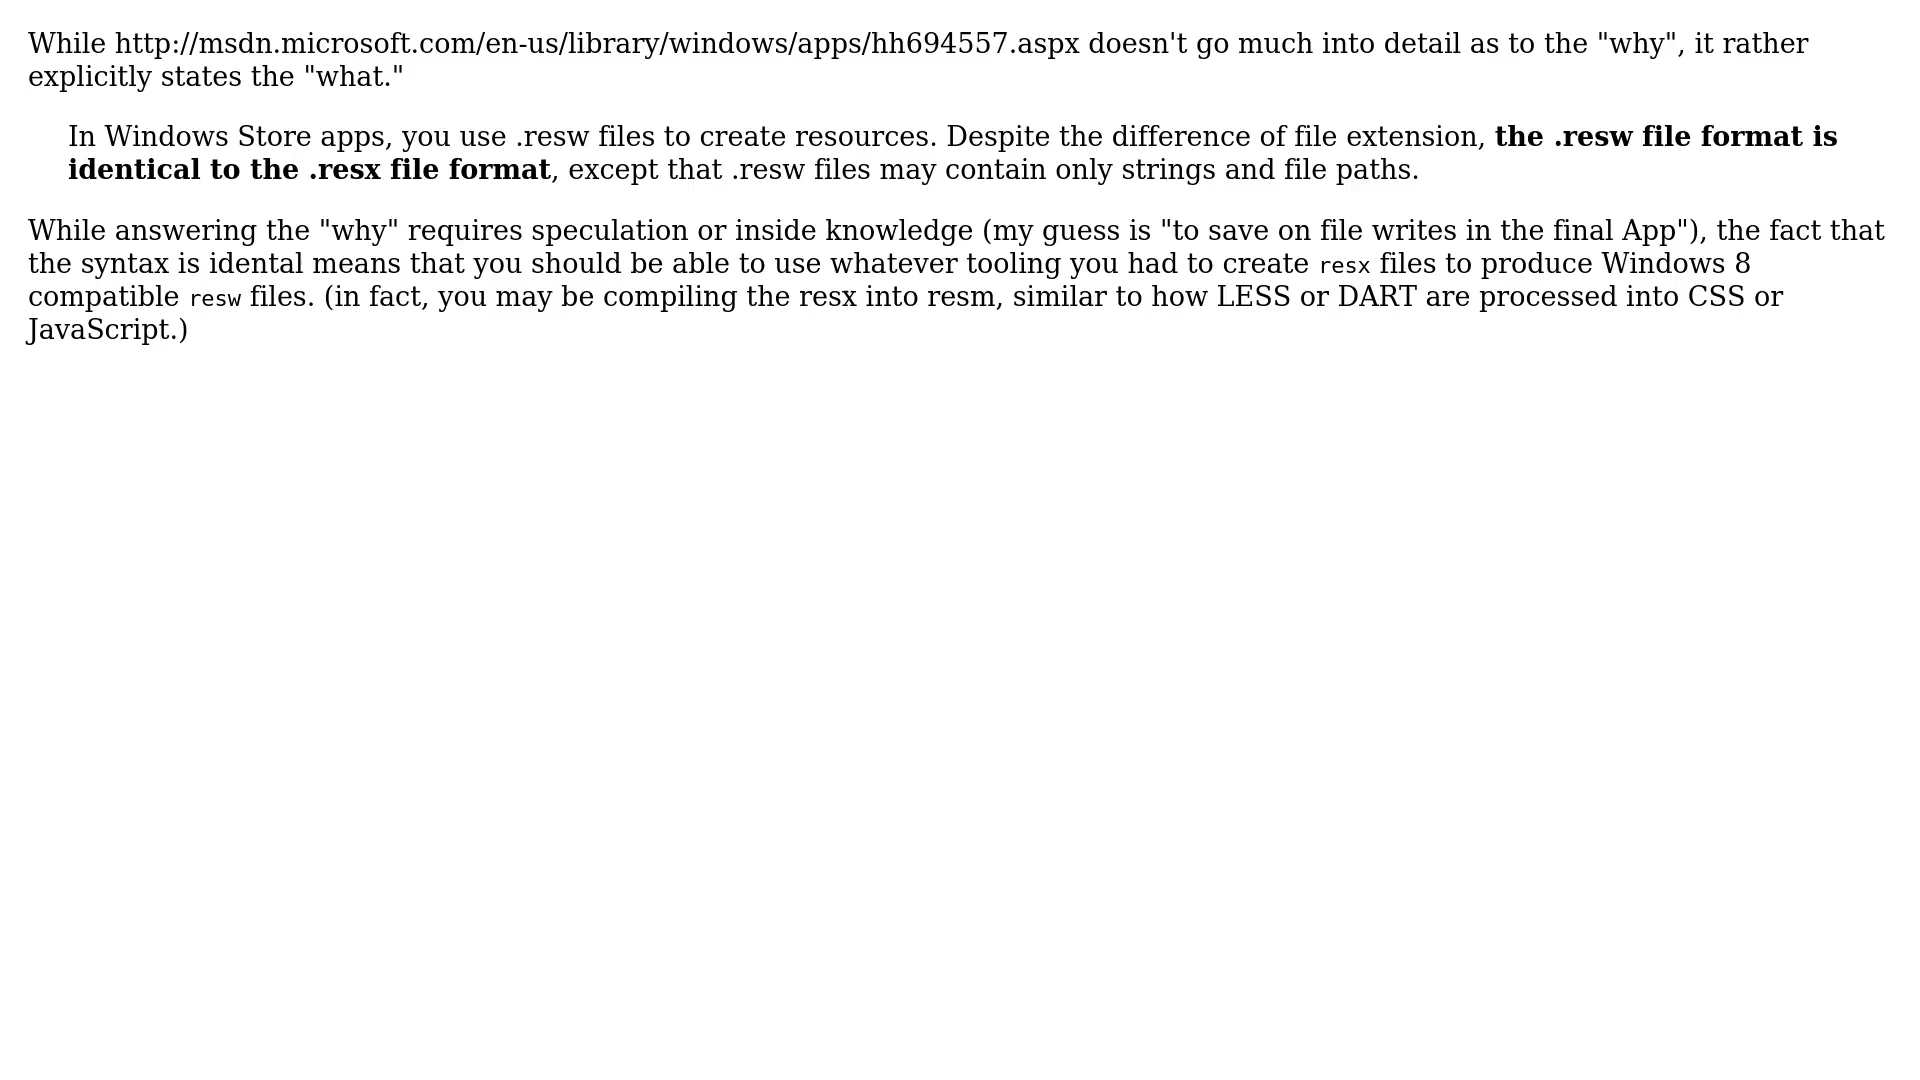 While http://msdn.microsoft.com/en-us/library/windows/apps/hh694557.aspx doesn't go much into detail as to the "why", it rather
explicitly states the "what."
In Windows Store apps, you use .resw files to create resources. Despite the difference of file extension, the .resw file format is
identical to the .resx file format, except that .resw files may contain only strings and file paths.
While answering the "why" requires speculation or inside knowledge (my guess is "to save on file writes in the final App"), the fact that
the syntax is idental means that you should be able to use whatever tooling you had to create resx files to produce Windows 8
compatible resw files. (in fact, you may be compiling the resx into resm, similar to how LESS or DART are processed into CSS or
JavaScript.)